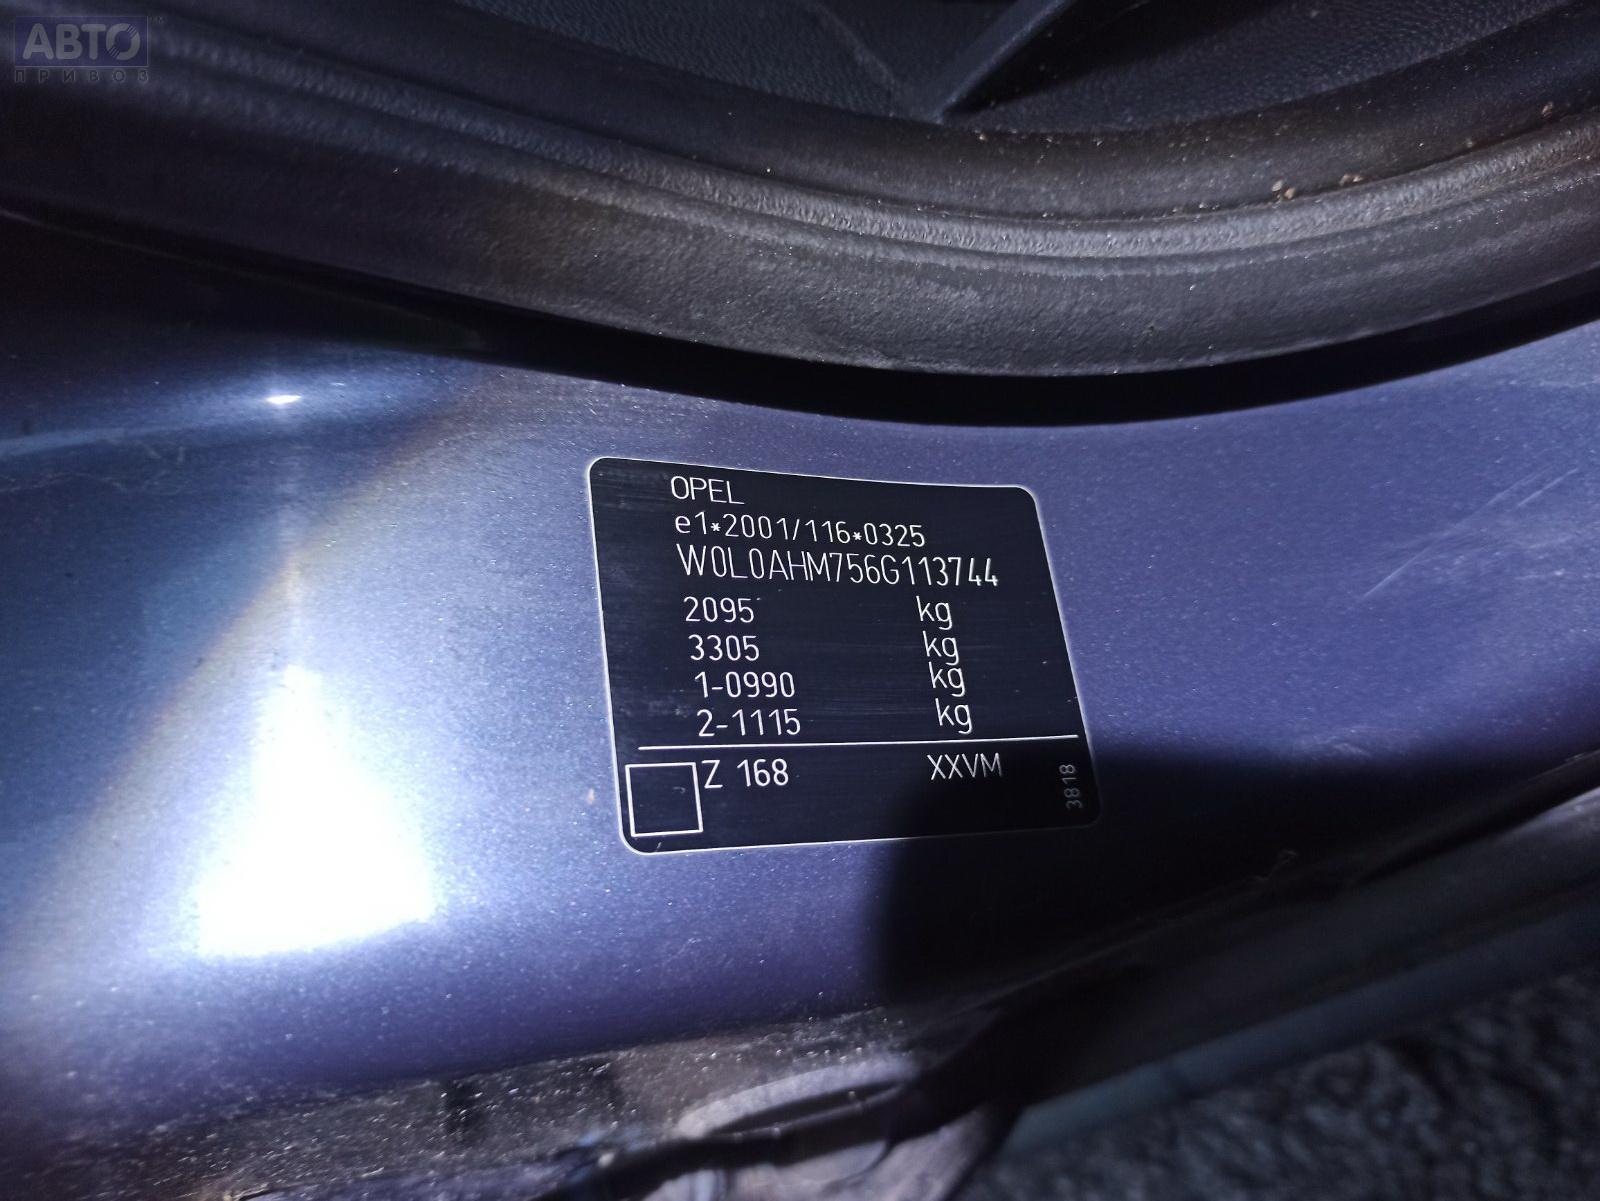 АВТО™
ПРИВОЗ
OPEL
e1*2001/116*0325
W0L0AHM756G113744
2095 kg
3305 kg
1-0990 kg
2-1115 kg
Z 168 XXVM
3818